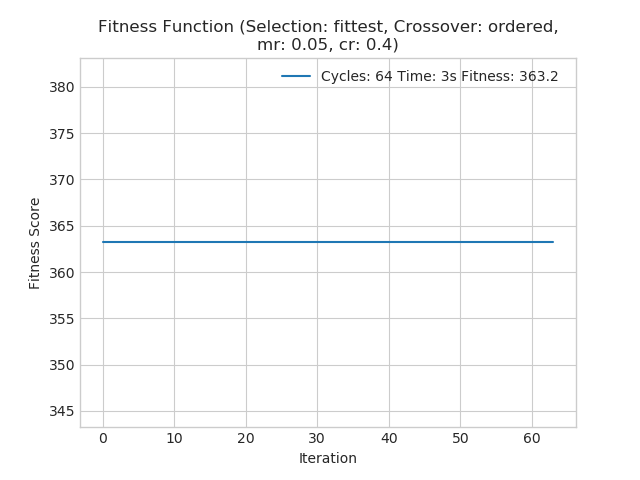 Fitness Function (Selection: fittest, Crossover: ordered,
mr: 0.05, cr: 0.4)
Cycles: 64 Time: 3s Fitness: 363.2
380
375
370
365
360
355
350
345
Fitness Score
0 10 20 30 40 50 60
Iteration